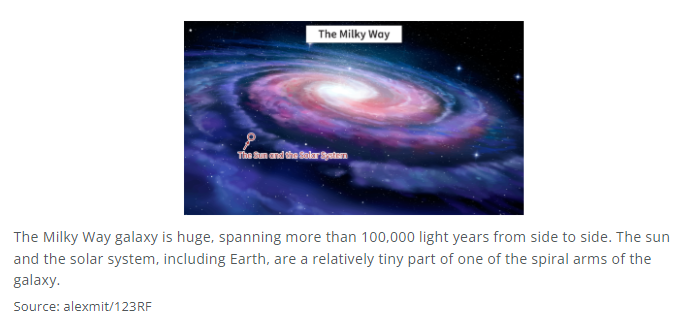 The Milky Way
The Sun and the Solar System
The Milky Way galaxy is huge, spanning more than 100,000 light years from side to side. The sun
and the solar system, including Earth, are a relatively tiny part of one of the spiral arms of the
galaxy.
Source: alexmit/123RF